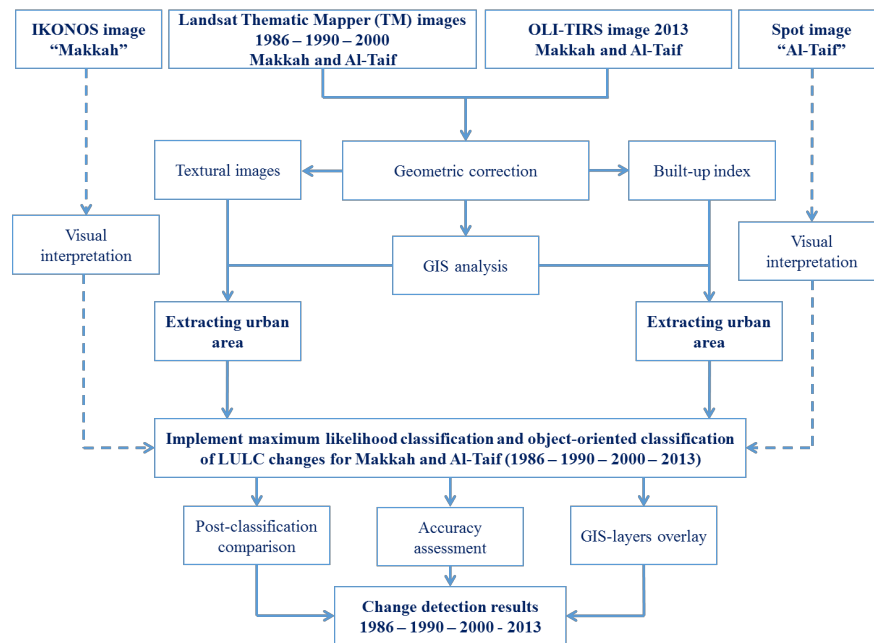 IKONOS image
“Makkah”
Landsat Thematic Mapper (TM) images
1986 – 1990 – 2000
Makkah and Al-Taif
OLI-TIRS image 2013
Makkah and Al-Taif
Spot image
“Al-Taif”
Textural images
Geometric correction
Built-up index
Visual
interpretation
GIS analysis
Visual
interpretation
Extracting urban
area
Extracting urban
area
Implement maximum likelihood classification and object-oriented classification
of LULC changes for Makkah and Al-Taif (1986 – 1990 – 2000 – 2013)
Post-classification
comparison
Accuracy
assessment
GIS-layers overlay
Change detection results
1986 – 1990 – 2000 - 2013